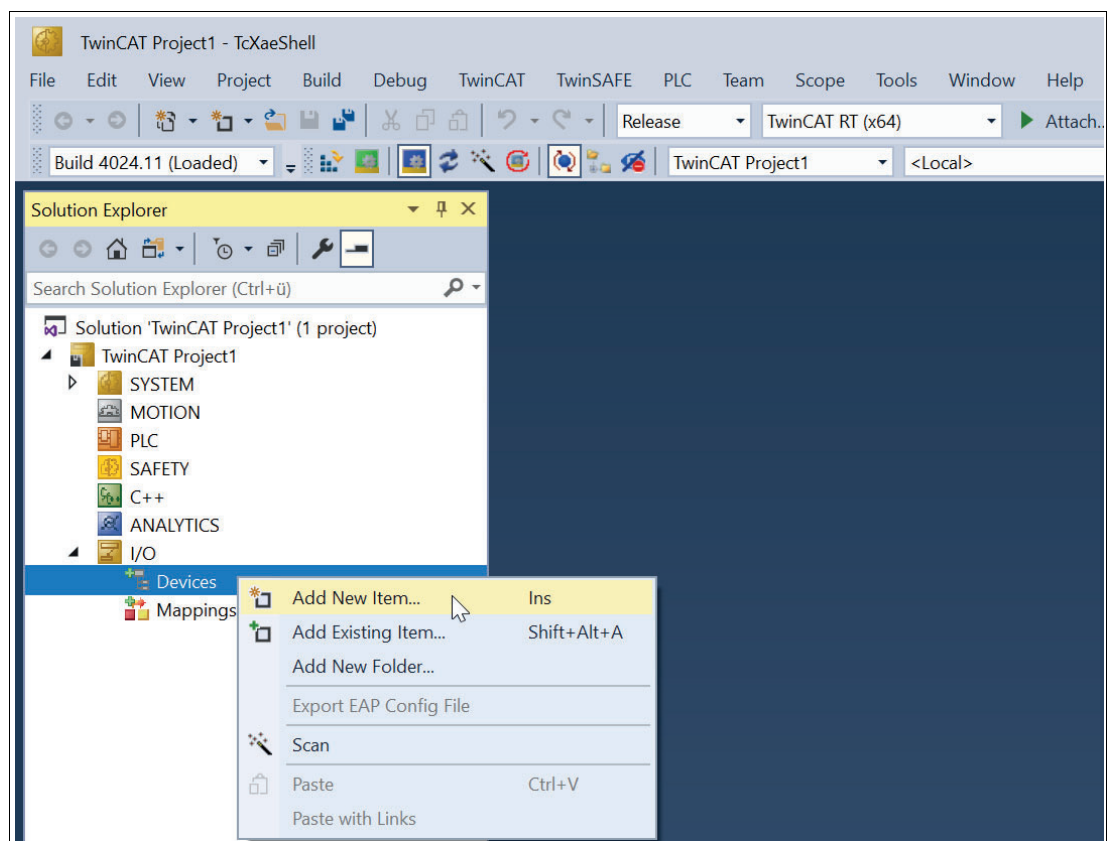 TwinCAT Project1 - TcXaeShell
File Edit View Project Build Debug TwinCAT TwinSAFE PLC Team Scope Tools Window Help
Release TwinCAT RT (x64) Attach..
Build 4024.11 (Loaded) TwinCAT Project1 <Local>
Solution Explorer
Search Solution Explorer (Ctrl+ü)
Solution 'TwinCAT Project1' (1 project)
TwinCAT Project1
SYSTEM
MOTION
PLC
SAFETY
C++
ANALYTICS
I/O
Devices
Mappings
Add New Item... Ins
Add Existing Item... Shift+Alt+A
Add New Folder...
Export EAP Config File
Scan
Paste Ctrl+V
Paste with Links